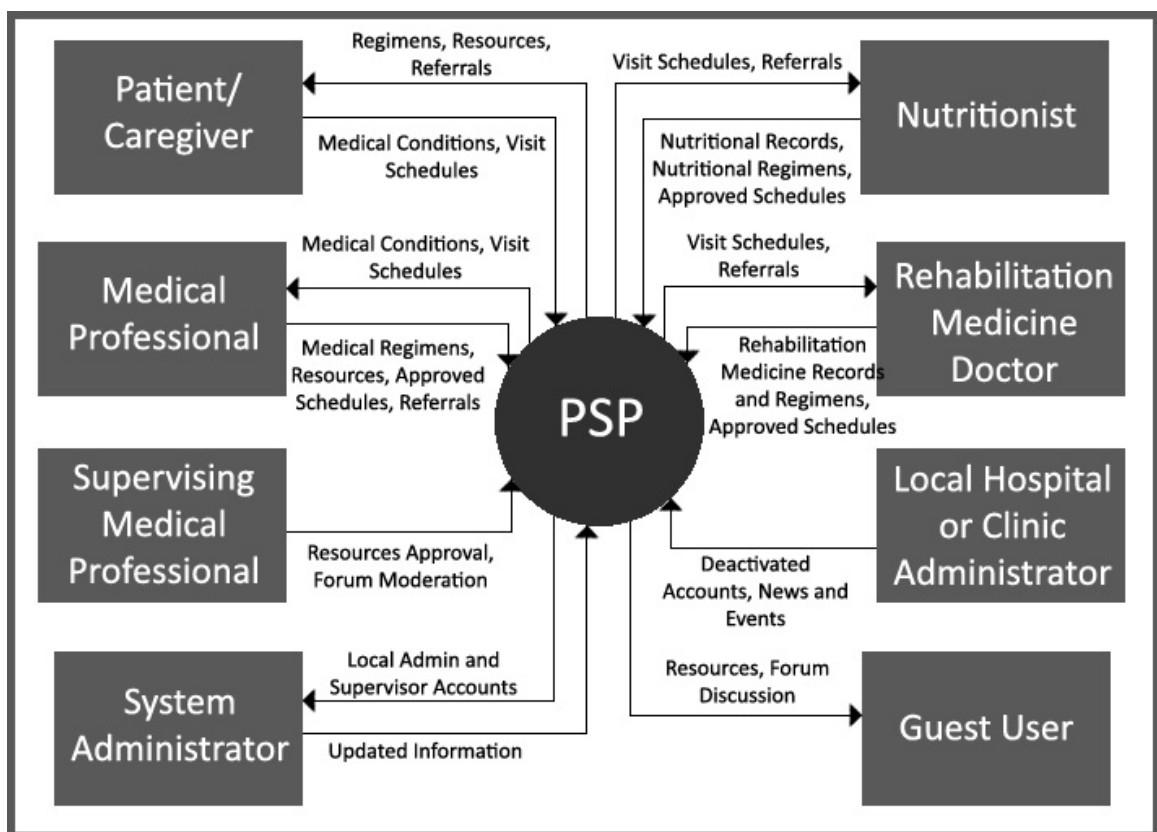 Patient/
Caregiver
Regimens, Resources,
Referrals
Medical Conditions, Visit
Schedules
Visit Schedules, Referrals
Nutritional Records,
Nutritional Regimens,
Approved Schedules
Nutritionist
Medical
Professional
Medical Conditions, Visit
Schedules
Medical Regimens,
Resources, Approved
Schedules, Referrals
Visit Schedules,
Referrals
Rehabilitation
Medicine Records
and Regimens,
Approved Schedules
Rehabilitation
Medicine
Doctor
PSP
Supervising
Medical
Professional
Resources Approval,
Forum Moderation
Deactivated
Accounts, News and
Events
Local Hospital
or Clinic
Administrator
System
Administrator
Local Admin and
Supervisor Accounts
Updated Information
Resources, Forum
Discussion
Guest User